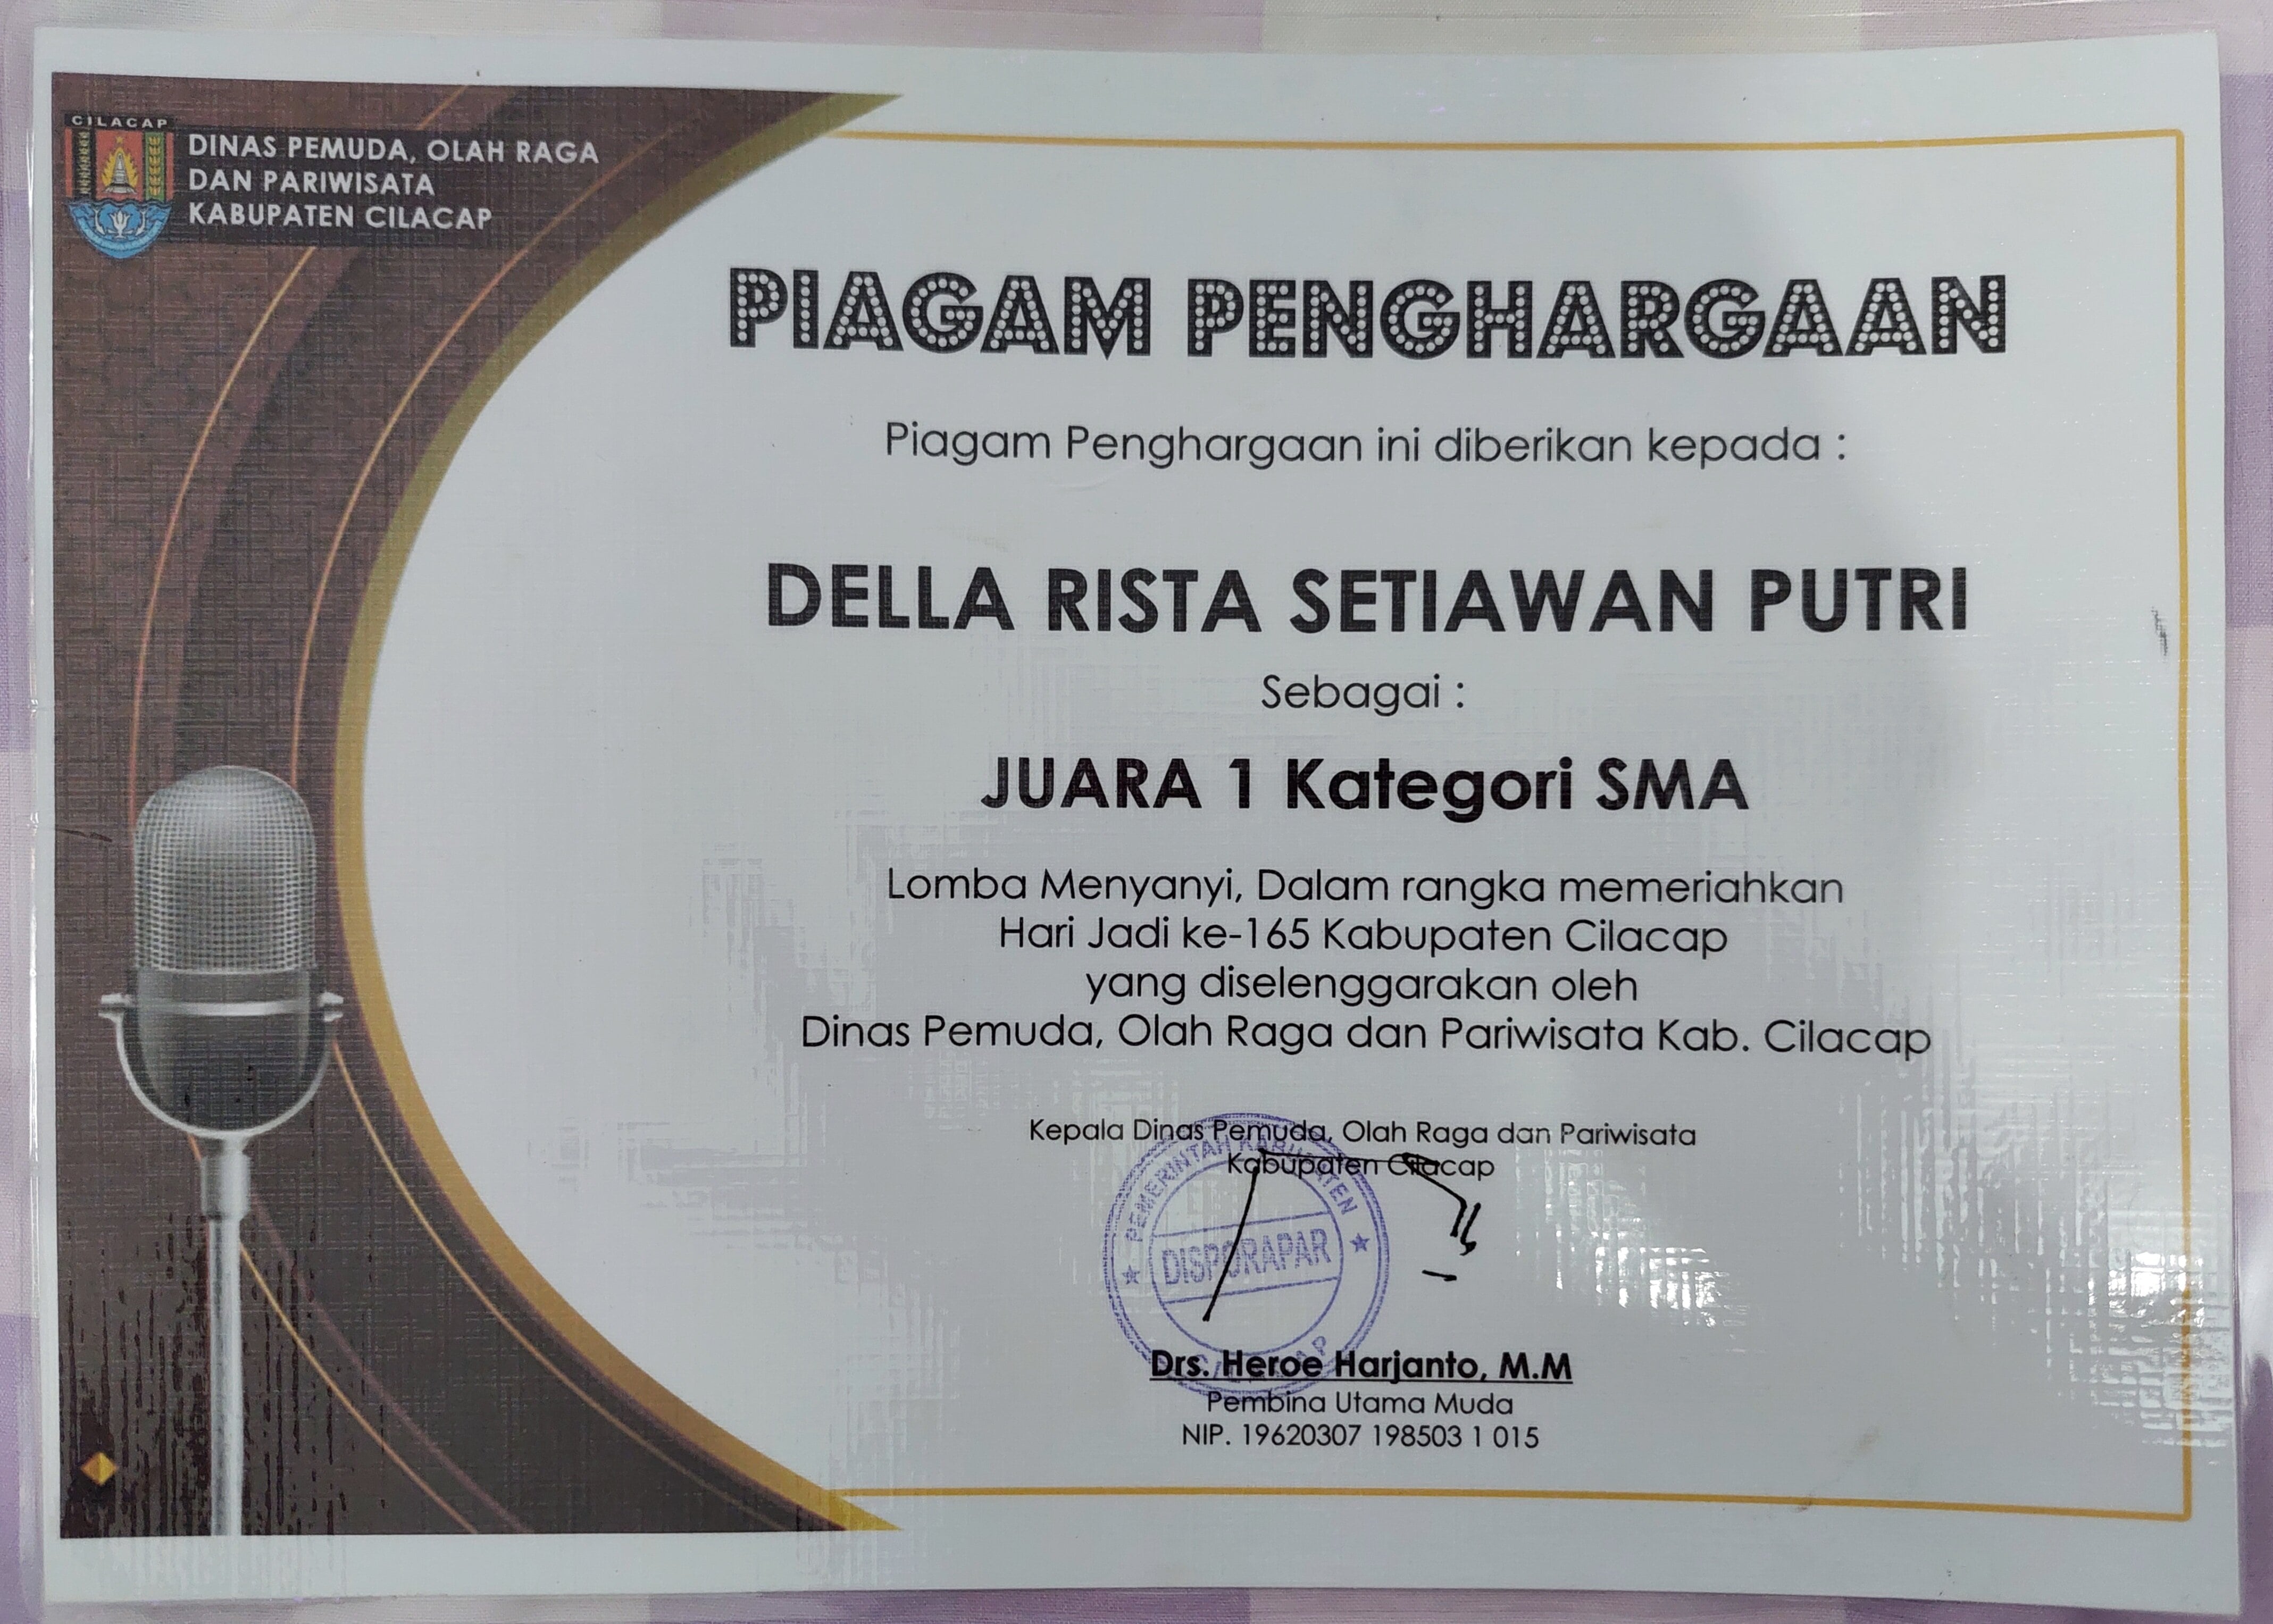 CILACAP
DINAS PEMUDA, OLAH RAGA
DAN PARIWISATA
KABUPATEN CILACAP
PIAGAM PENGHARGAAN
Piagam Penghargaan ini diberikan kepada :
DELLA RISTA SETIAWAN PUTRI
Sebagai :
JUARA 1 Kategori SMA
Lomba Menyanyi, Dalam rangka memeriahkan
Hari Jadi ke-165 Kabupaten Cilacap
yang diselenggarakan oleh
Dinas Pemuda, Olah Raga dan Pariwisata Kab. Cilacap
Kepala Dinas Pemuda, Olah Raga dan Pariwisata
Kabupaten Cilacap
PEMERINTAH KABUPATEN
DISPORAPAR
Drs. Heroe Harjanto, M.M
Pembina Utama Muda
NIP. 19620307 198503 1 015